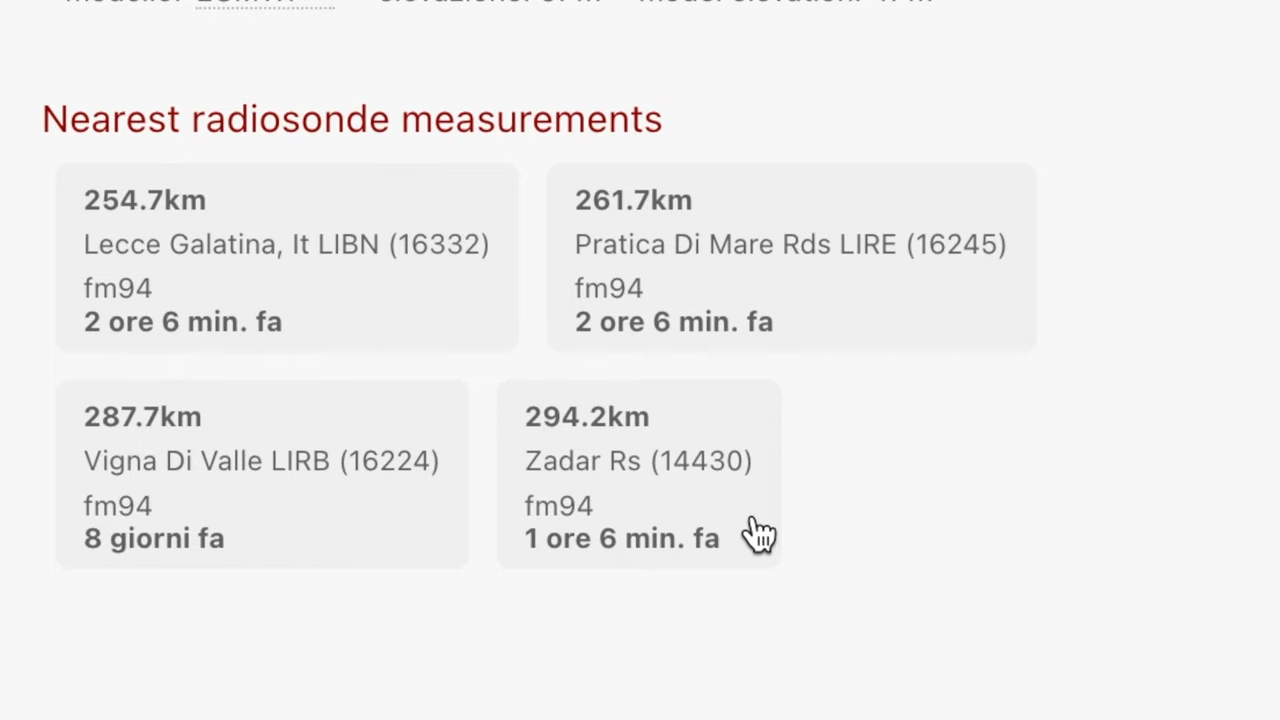 Nearest radiosonde measurements
254.7km
Lecce Galatina, It LIBN (16332)
fm94
2 ore 6 min. fa
261.7km
Pratica Di Mare Rds LIRE (16245)
fm94
2 ore 6 min. fa
287.7km
Vigna Di Valle LIRB (16224)
fm94
8 giorni fa
294.2km
Zadar Rs (14430)
fm94
1 ore 6 min. fa